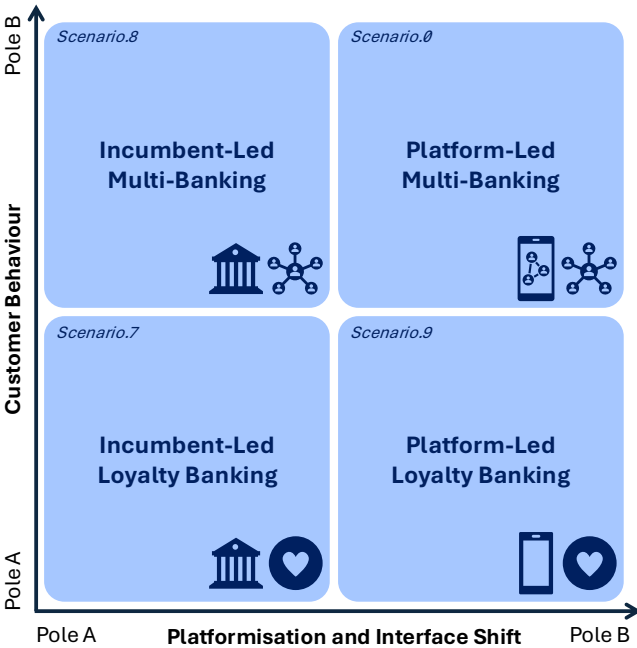 Pole B
Customer Behaviour
Pole A
Scenario.8
Incumbent-Led
Multi-Banking
Scenario.0
Platform-Led
Multi-Banking
Scenario.7
Incumbent-Led
Loyalty Banking
Scenario.9
Platform-Led
Loyalty Banking
Pole A
Platformisation and Interface Shift
Pole B